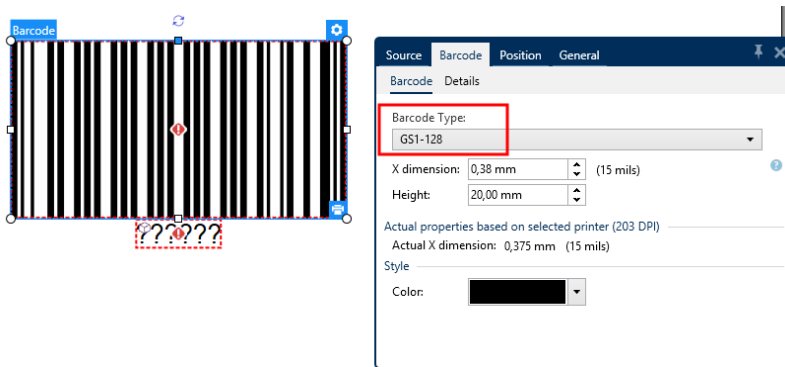 Barcode
??????
Source Barcode Position General
Barcode Details
Barcode Type:
GS1-128
X dimension: 0,38 mm (15 mils)
Height: 20,00 mm
Actual properties based on selected printer (203 DPI)
Actual X dimension: 0,375 mm (15 mils)
Style
Color: